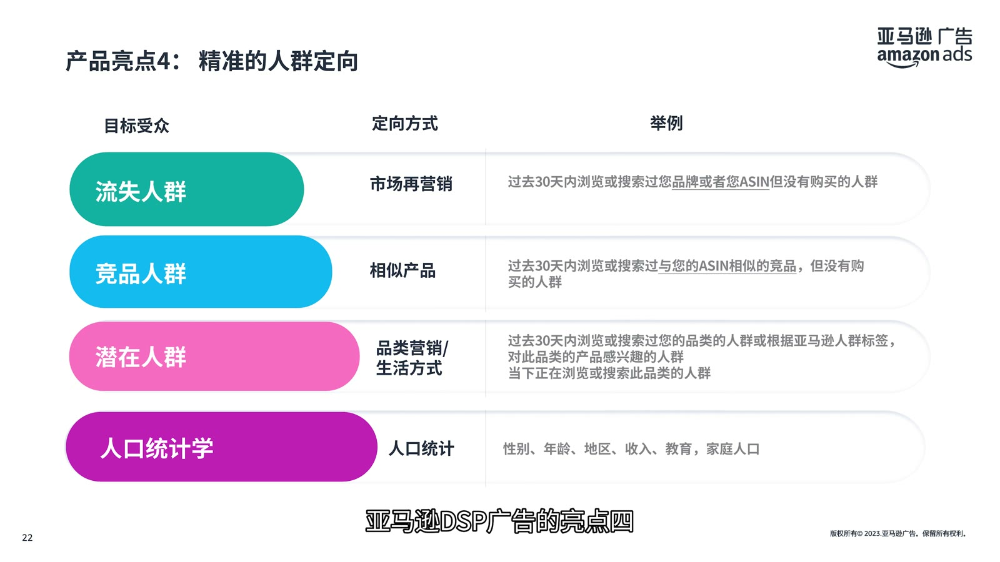 产品亮点4： 精准的人群定向
亚马逊 广告
amazon ads
目标受众
定向方式
举例
流失人群
市场再营销
过去30天内浏览或搜索过您品牌或者您ASIN但没有购买的人群
竞品人群
相似产品
过去30天内浏览或搜索过与您的ASIN相似的竞品，但没有购
买的人群
潜在人群
品类营销/
生活方式
过去30天内浏览或搜索过您的品类的人群或根据亚马逊人群标签，
对此品类的产品感兴趣的人群
当下正在浏览或搜索此品类的人群
人口统计学
人口统计
性别、年龄、地区、收入、教育，家庭人口
亚马逊DSP广告的亮点四
22
版权所有© 2023.亚马逊广告。保留所有权利。